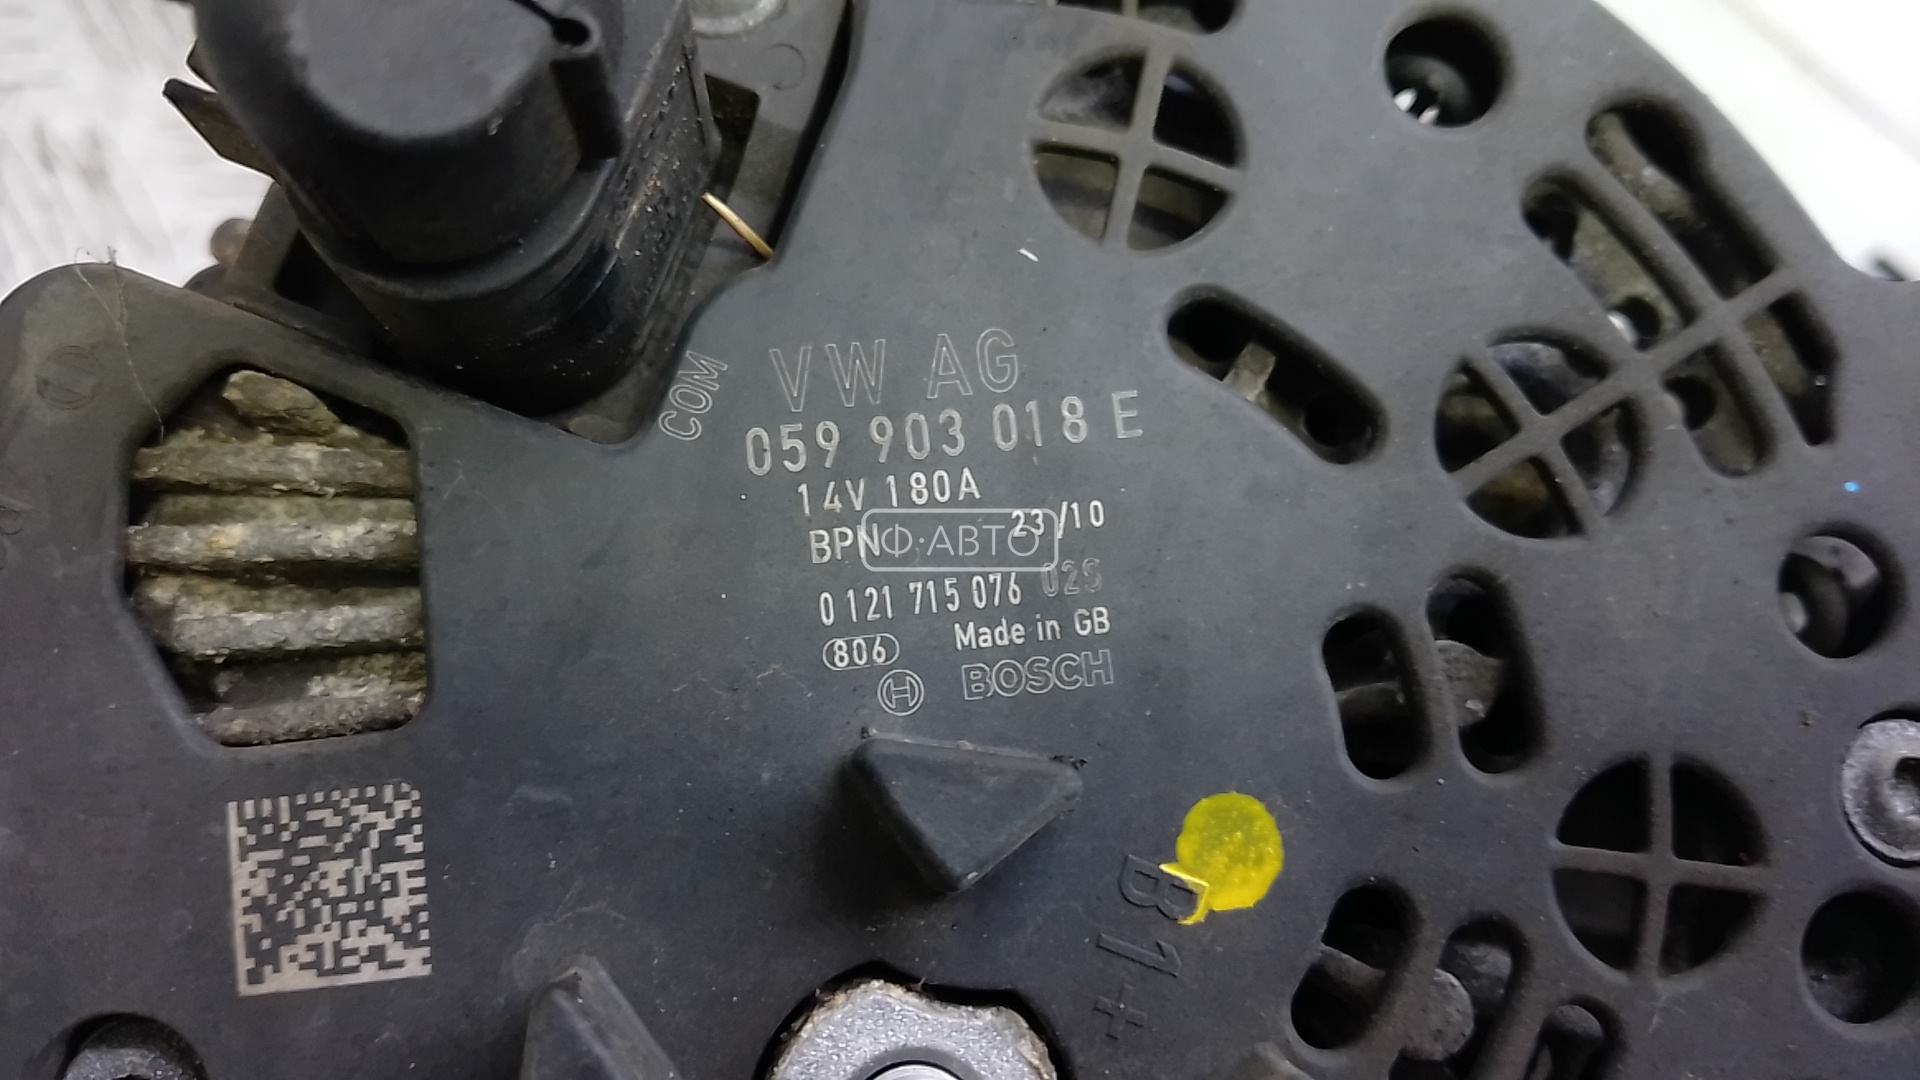 COM
VW AG
059 903 018 E
14V 180A
BPN 23/10
Ф·АВТО
0 121 715 076 02S
806 Made in GB
H BOSCH
B1+